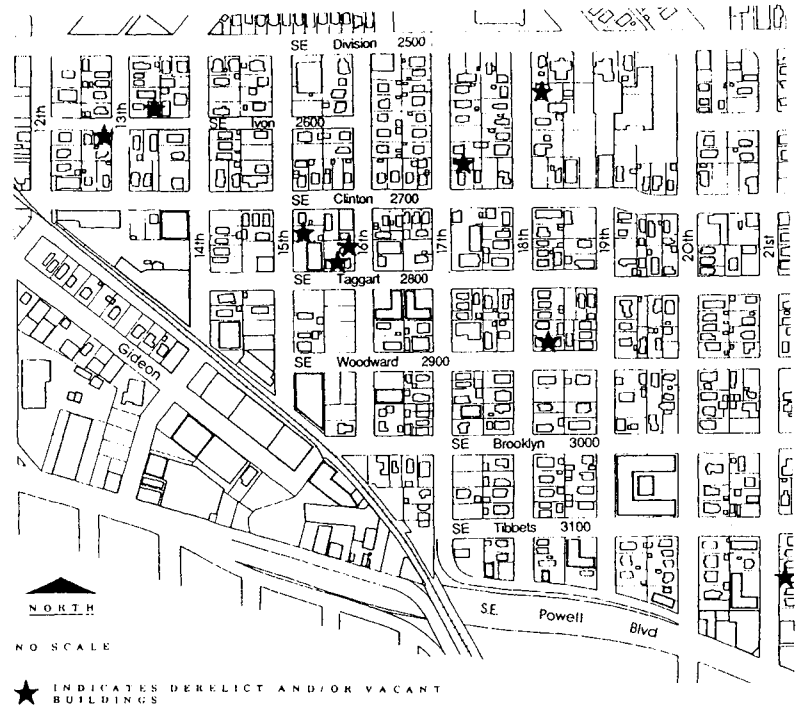 SE Division 2500
12th
13th
SE Ivon 2600
SE Clinton 2700
14th
15th
16th
17th
18th
19th
20th
21st
SE Taggart 2800
Gideon
SE Woodward 2900
SE Brooklyn 3000
SE Tibbets 3100
S.E. Powell Blvd
NORTH
NO SCALE
INDICATES DERELICT AND/OR VACANT
BUILDINGS